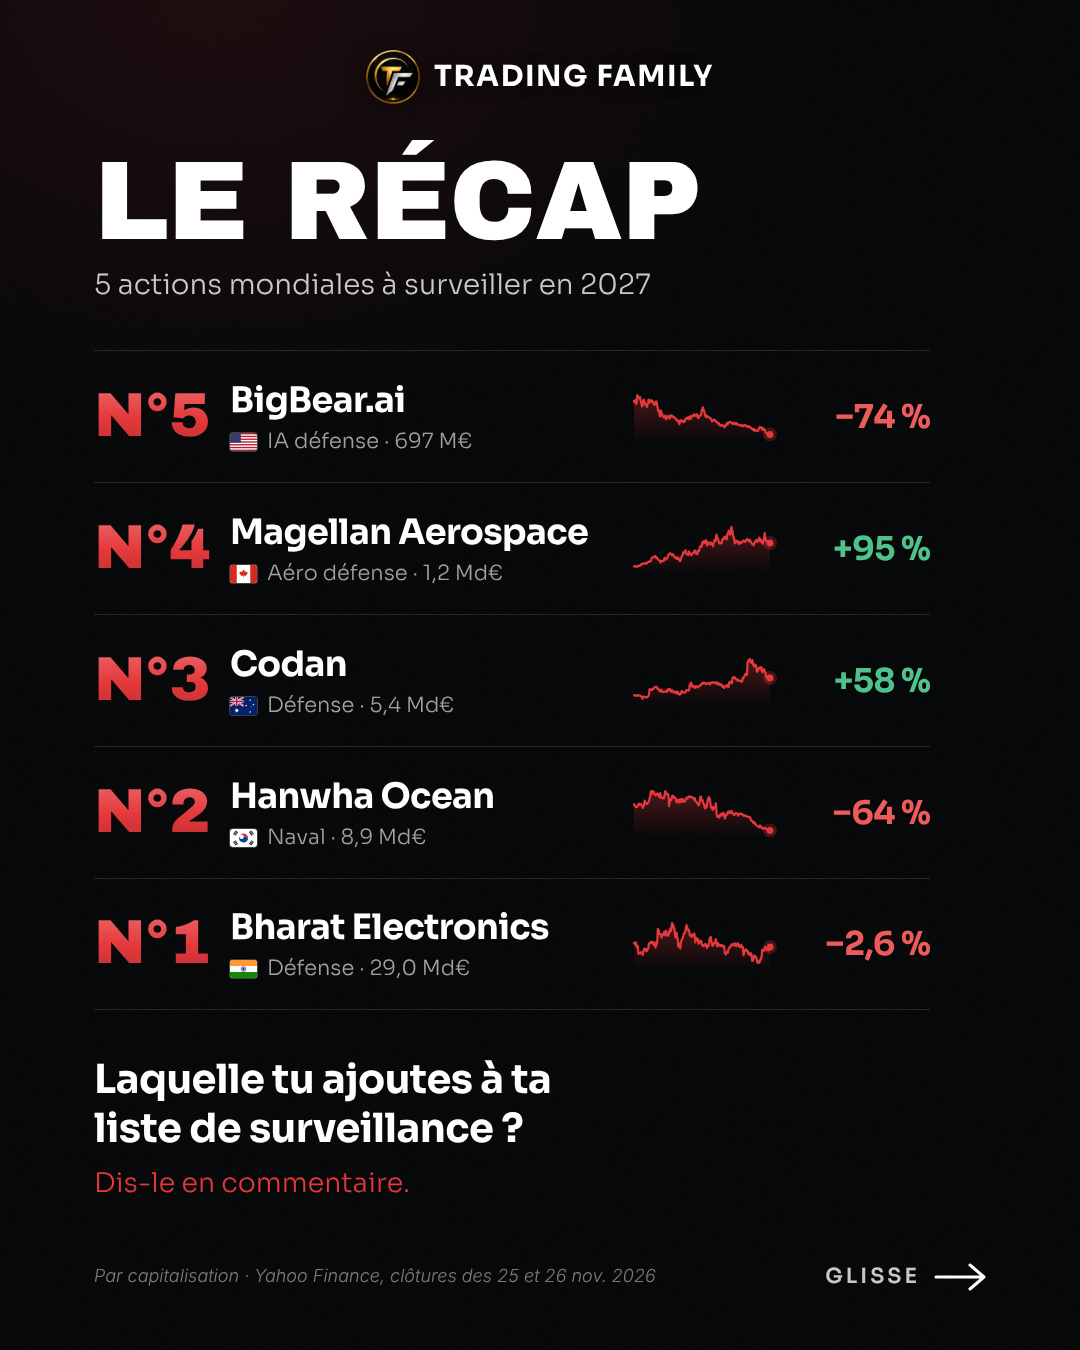 TF TRADING FAMILY
LE RÉCAP
5 actions mondiales à surveiller en 2027
N°5 BigBear.ai −74 %
IA défense · 697 M€
N°4 Magellan Aerospace +95 %
Aéro défense · 1,2 Md€
N°3 Codan +58 %
Défense · 5,4 Md€
N°2 Hanwha Ocean −64 %
Naval · 8,9 Md€
N°1 Bharat Electronics −2,6 %
Défense · 29,0 Md€
Laquelle tu ajoutes à ta
liste de surveillance ?
Dis-le en commentaire.
Par capitalisation · Yahoo Finance, clôtures des 25 et 26 nov. 2026
GLISSE